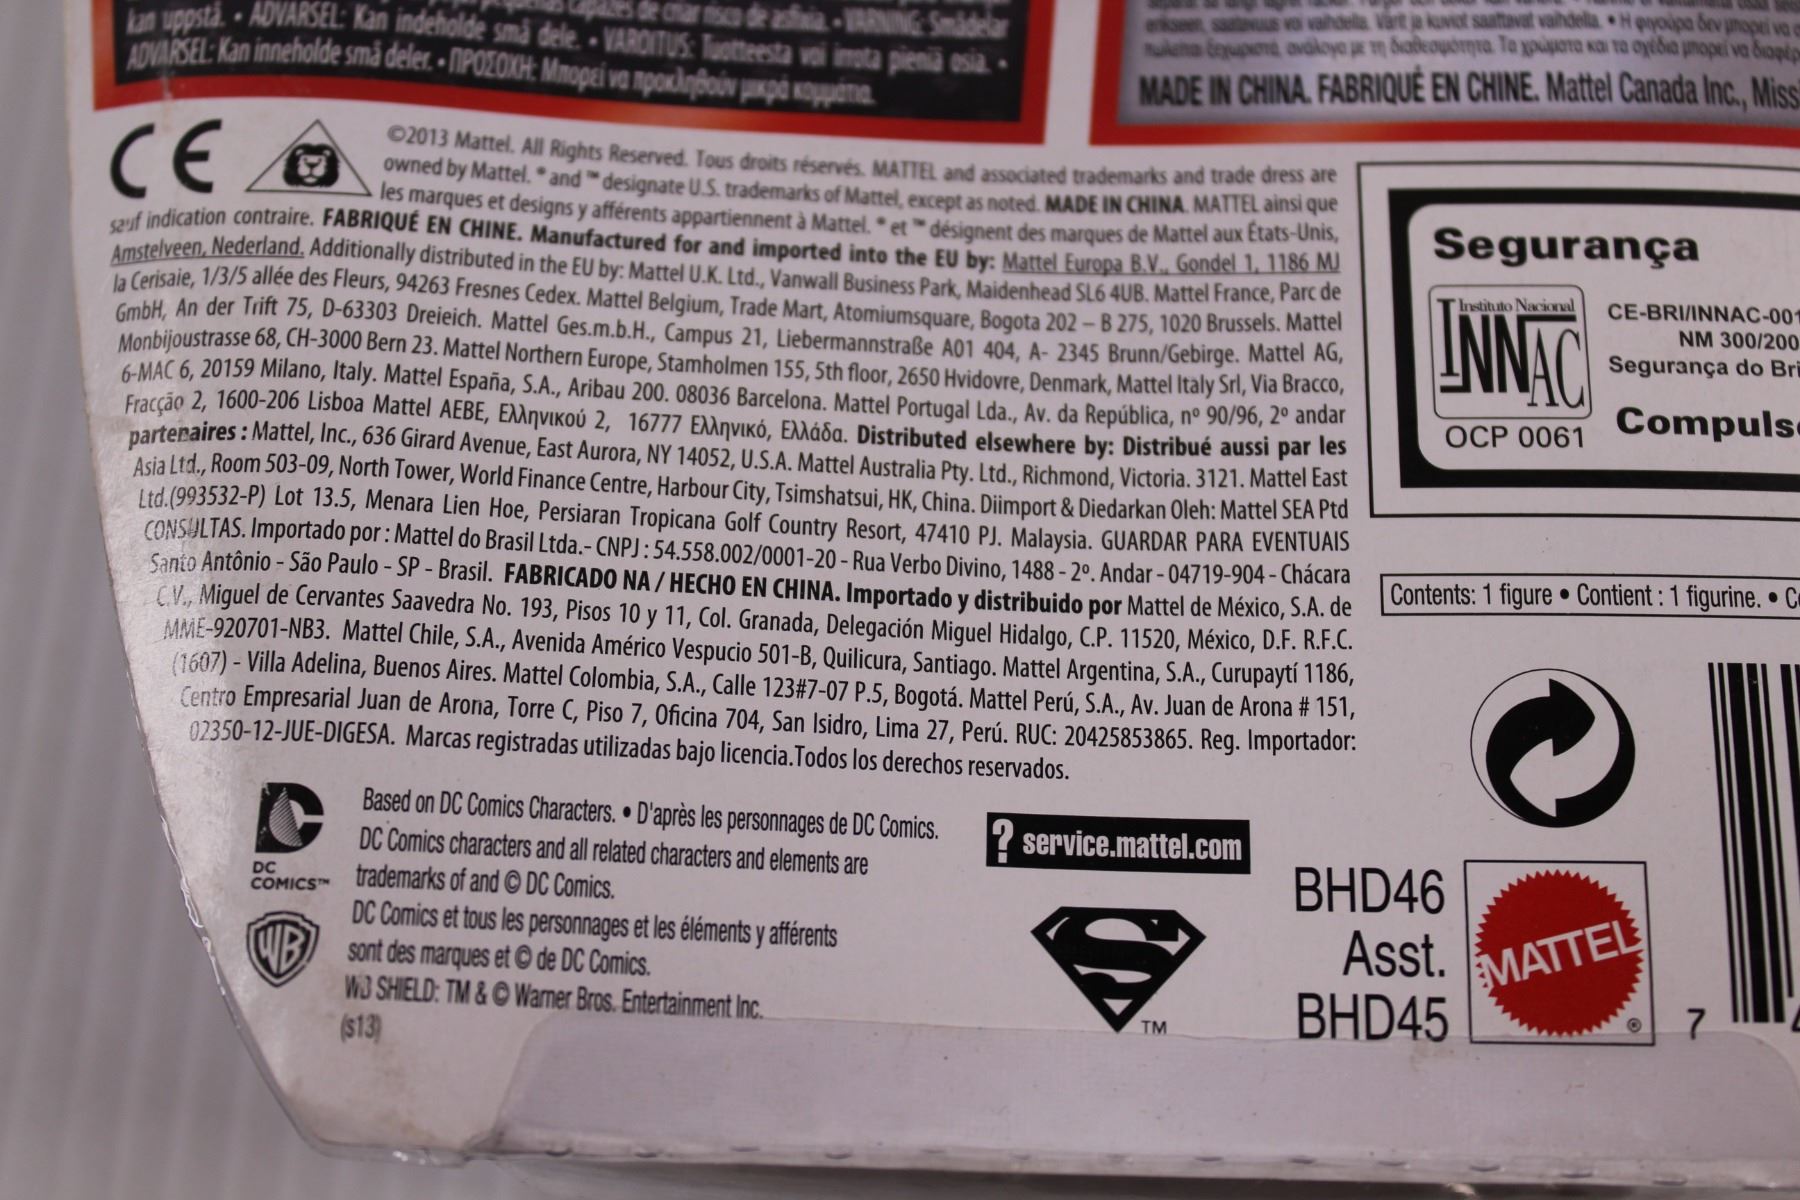 kan uppstå. • ADVARSEL: Kan indeholde små dele. • VAROITUS: Tuotteesta voi irrota pieniä osia. •
ADVARSEL: Kan inneholde små deler. • ΠΡΟΣΟΧΗ: Μπορεί να προκληθούν μικρά κομμάτια.
MADE IN CHINA. FABRIQUÉ EN CHINE. Mattel Canada Inc., Miss
CE
©2013 Mattel. All Rights Reserved. Tous droits réservés. MATTEL and associated trademarks and trade dress are
owned by Mattel. ® and ™ designate U.S. trademarks of Mattel, except as noted. MADE IN CHINA. MATTEL ainsi que
les marques et designs y afférents appartiennent à Mattel. ® et ™ désignent des marques de Mattel aux États-Unis,
sauf indication contraire. FABRIQUÉ EN CHINE. Manufactured for and imported into the EU by: Mattel Europa B.V., Gondel 1, 1186 MJ
Amstelveen, Nederland. Additionally distributed in the EU by: Mattel U.K. Ltd., Vanwall Business Park, Maidenhead SL6 4UB. Mattel France, Parc de
la Cerisaie, 1/3/5 allée des Fleurs, 94263 Fresnes Cedex. Mattel Belgium, Trade Mart, Atomiumsquare, Bogota 202 – B 275, 1020 Brussels. Mattel
GmbH, An der Trift 75, D-63303 Dreieich. Mattel Ges.m.b.H., Campus 21, Liebermannstraße A01 404, A- 2345 Brunn/Gebirge. Mattel AG,
Monbijoustrasse 68, CH-3000 Bern 23. Mattel Northern Europe, Stamholmen 155, 5th floor, 2650 Hvidovre, Denmark, Mattel Italy Srl, Via Bracco,
6-MAC 6, 20159 Milano, Italy. Mattel España, S.A., Aribau 200. 08036 Barcelona. Mattel Portugal Lda., Av. da República, nº 90/96, 2º andar
Fracção 2, 1600-206 Lisboa Mattel AEBE, Ελληνικού 2, 16777 Ελληνικό, Ελλάδα. Distributed elsewhere by: Distribué aussi par les
partenaires : Mattel, Inc., 636 Girard Avenue, East Aurora, NY 14052, U.S.A. Mattel Australia Pty. Ltd., Richmond, Victoria. 3121. Mattel East
Asia Ltd., Room 503-09, North Tower, World Finance Centre, Harbour City, Tsimshatsui, HK, China. Diimport & Diedarkan Oleh: Mattel SEA Ptd
Ltd.(993532-P) Lot 13.5, Menara Lien Hoe, Persiaran Tropicana Golf Country Resort, 47410 PJ. Malaysia. GUARDAR PARA EVENTUAIS
CONSULTAS. Importado por : Mattel do Brasil Ltda.- CNPJ : 54.558.002/0001-20 - Rua Verbo Divino, 1488 - 2º. Andar - 04719-904 - Chácara
Santo Antônio - São Paulo - SP - Brasil. FABRICADO NA / HECHO EN CHINA. Importado y distribuido por Mattel de México, S.A. de
C.V., Miguel de Cervantes Saavedra No. 193, Pisos 10 y 11, Col. Granada, Delegación Miguel Hidalgo, C.P. 11520, México, D.F. R.F.C.
MME-920701-NB3. Mattel Chile, S.A., Avenida Américo Vespucio 501-B, Quilicura, Santiago. Mattel Argentina, S.A., Curupaytí 1186,
(1607) - Villa Adelina, Buenos Aires. Mattel Colombia, S.A., Calle 123#7-07 P.5, Bogotá. Mattel Perú, S.A., Av. Juan de Arona # 151,
Centro Empresarial Juan de Arona, Torre C, Piso 7, Oficina 704, San Isidro, Lima 27, Perú. RUC: 20425853865. Reg. Importador:
02350-12-JUE-DIGESA. Marcas registradas utilizadas bajo licencia.Todos los derechos reservados.
Segurança
Instituto Nacional
INNAC
OCP 0061
CE-BRI/INNAC-001
NM 300/200
Segurança do Bri
Compulso
Contents: 1 figure • Contient : 1 figurine. • Co
DC
COMICS™
Based on DC Comics Characters. • D'après les personnages de DC Comics.
DC Comics characters and all related characters and elements are
trademarks of and © DC Comics.
DC Comics et tous les personnages et les éléments y afférents
sont des marques et © de DC Comics.
WB SHIELD: TM & © Warner Bros. Entertainment Inc.
(s13)
WB
? service.mattel.com
S
TM
BHD46
Asst.
BHD45
MATTEL
®
7
4